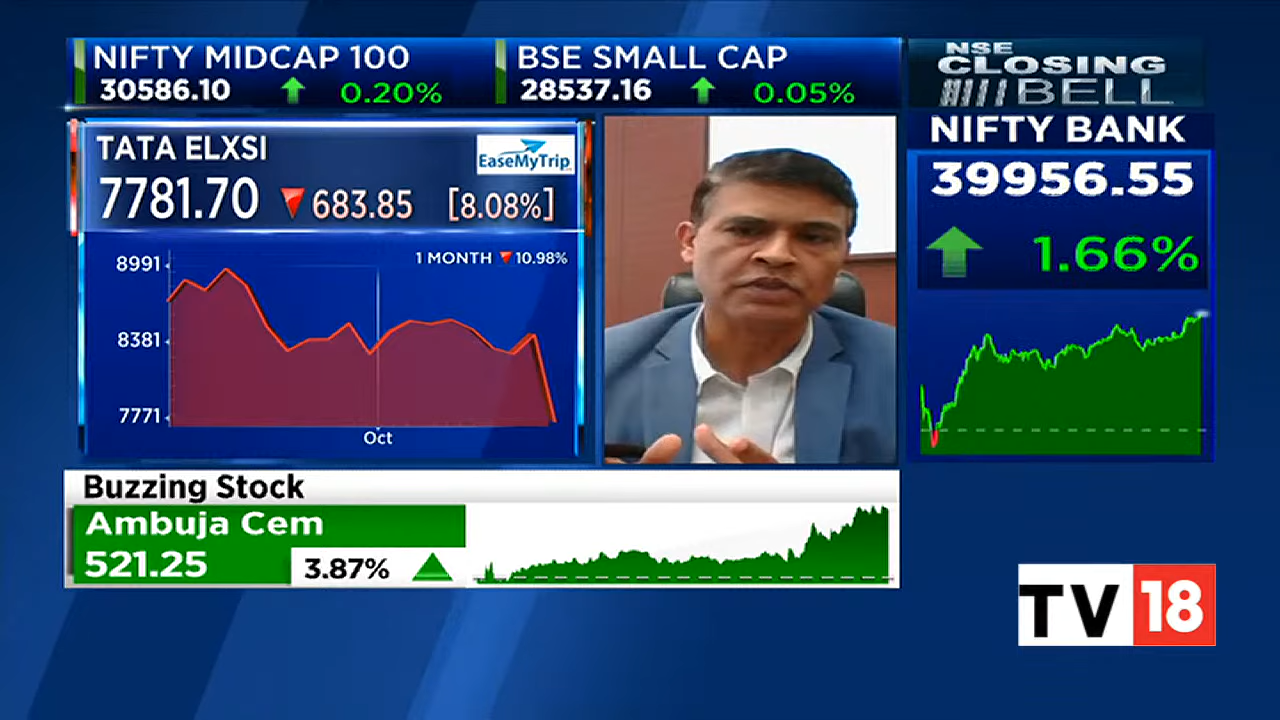 NIFTY MIDCAP 100
30586.10 0.20%
BSE SMALL CAP
28537.16 0.05%
NSE
CLOSING
BELL
TATA ELXSI
7781.70 683.85 [8.08%]
EaseMyTrip
1 MONTH 10.98%
8991
8381
7771
Oct
NIFTY BANK
39956.55
1.66%
Buzzing Stock
Ambuja Cem
521.25 3.87%
TV 18